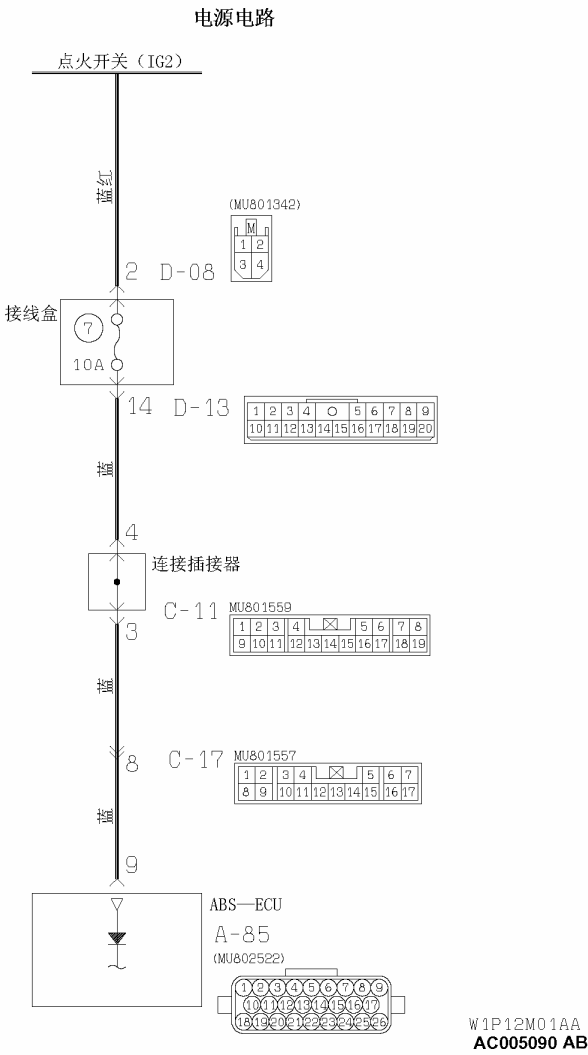 电源电路
点火开关（IG2）
蓝红
(MU801342)
M
1 2
3 4
2 D-08
接线盒
7
10A
14 D-13
1 2 3 4 5 6 7 8 9
10 11 12 13 14 15 16 17 18 19 20
蓝
4
连接插接器
C-11 MU801559
3
1 2 3 4 5 6 7 8
9 10 11 12 13 14 15 16 17 18 19
蓝
8 C-17 MU801557
1 2 3 4 5 6 7
8 9 10 11 12 13 14 15 16 17
蓝
9
ABS—ECU
A-85
(MU802522)
1 2 3 4 5 6 7 8 9
10 11 12 13 14 15 16 17
18 19 20 21 22 23 24 25 26
W1P12M01AA
AC005090 AB